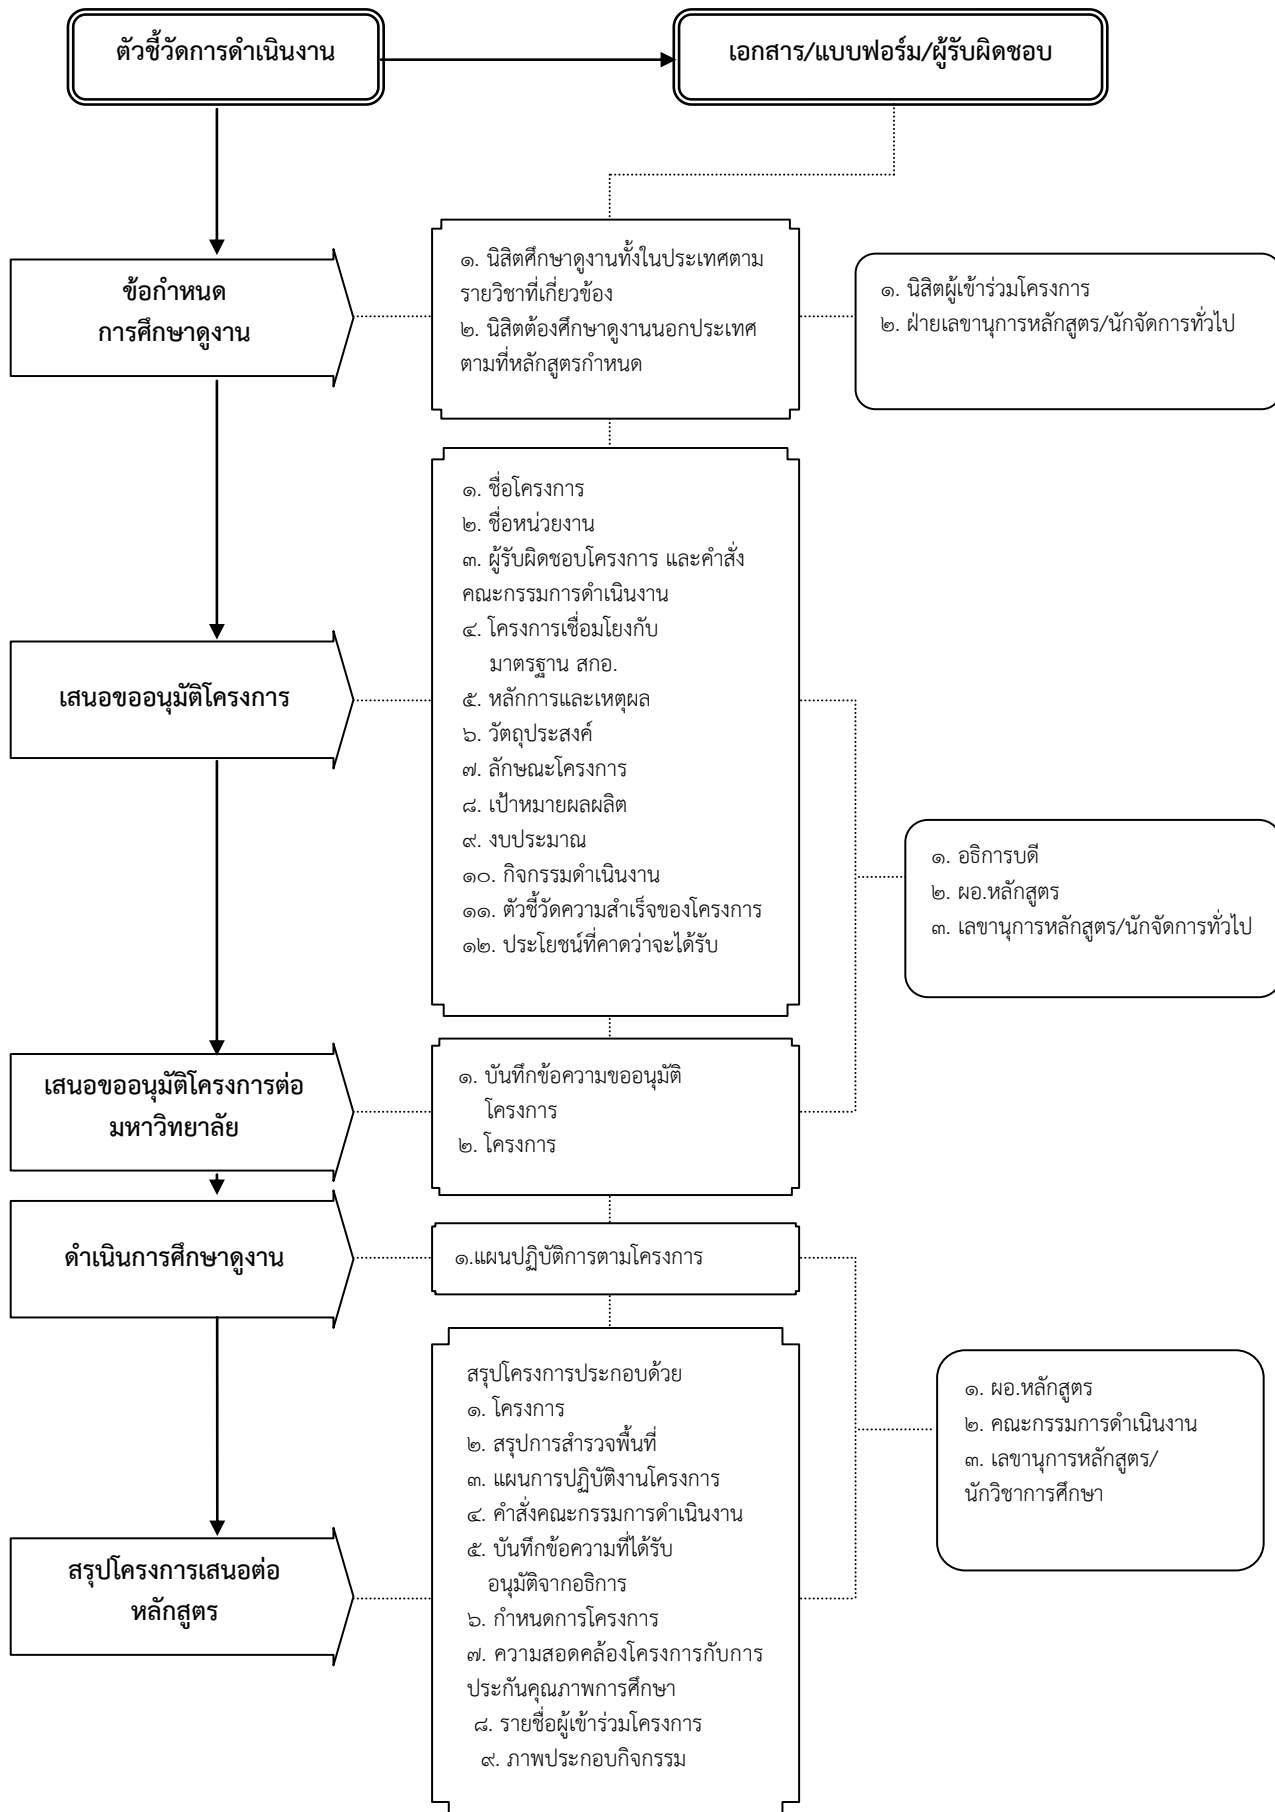 ตัวชี้วัดการดำเนินงาน
เอกสาร/แบบฟอร์ม/ผู้รับผิดชอบ
ข้อกำหนด
การศึกษาดูงาน
๑. นิสิตศึกษาดูงานทั้งในประเทศตาม
รายวิชาที่เกี่ยวข้อง
๒. นิสิตต้องศึกษาดูงานนอกประเทศ
ตามที่หลักสูตรกำหนด
๑. นิสิตผู้เข้าร่วมโครงการ
๒. ฝ่ายเลขานุการหลักสูตร/นักจัดการทั่วไป
เสนอขออนุมัติโครงการ
๑. ชื่อโครงการ
๒. ชื่อหน่วยงาน
๓. ผู้รับผิดชอบโครงการ และคำสั่ง
คณะกรรมการดำเนินงาน
๔. โครงการเชื่อมโยงกับ
มาตรฐาน สกอ.
๕. หลักการและเหตุผล
๖. วัตถุประสงค์
๗. ลักษณะโครงการ
๘. เป้าหมายผลผลิต
๙. งบประมาณ
๑๐. กิจกรรมดำเนินงาน
๑๑. ตัวชี้วัดความสำเร็จของโครงการ
๑๒. ประโยชน์ที่คาดว่าจะได้รับ
๑. อธิการบดี
๒. ผอ.หลักสูตร
๓. เลขานุการหลักสูตร/นักจัดการทั่วไป
เสนอขออนุมัติโครงการต่อ
มหาวิทยาลัย
๑. บันทึกข้อความขออนุมัติ
โครงการ
๒. โครงการ
ดำเนินการศึกษาดูงาน
๑.แผนปฏิบัติการตามโครงการ
สรุปโครงการเสนอต่อ
หลักสูตร
สรุปโครงการประกอบด้วย
๑. โครงการ
๒. สรุปการสำรวจพื้นที่
๓. แผนการปฏิบัติงานโครงการ
๔. คำสั่งคณะกรรมการดำเนินงาน
๕. บันทึกข้อความที่ได้รับ
อนุมัติจากอธิการ
๖. กำหนดการโครงการ
๗. ความสอดคล้องโครงการกับการ
ประกันคุณภาพการศึกษา
๘. รายชื่อผู้เข้าร่วมโครงการ
๙. ภาพประกอบกิจกรรม
๑. ผอ.หลักสูตร
๒. คณะกรรมการดำเนินงาน
๓. เลขานุการหลักสูตร/
นักวิชาการศึกษา